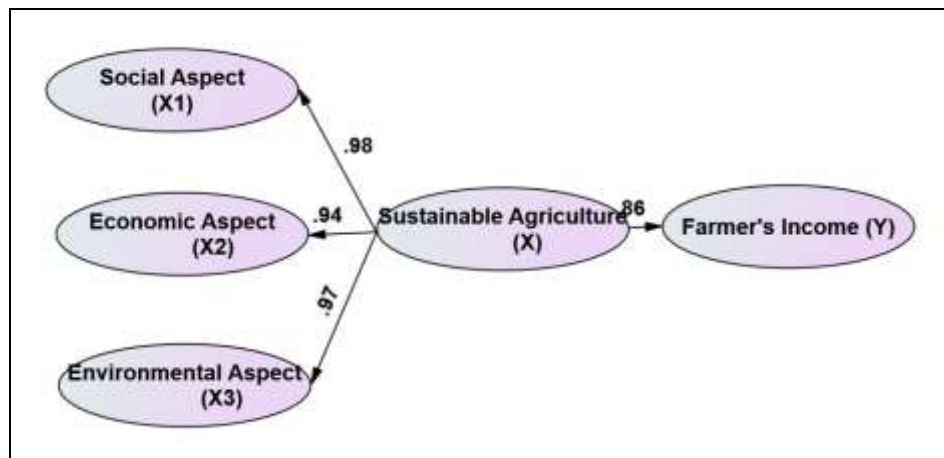 Social Aspect
(X1)
.98
Economic Aspect
(X2)
.94
Sustainable Agriculture
(X)
.86
Farmer's Income (Y)
.97
Environmental Aspect
(X3)